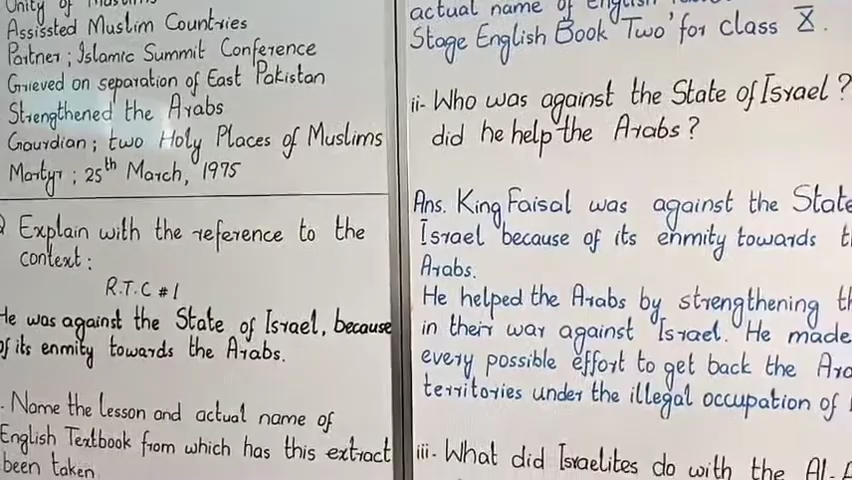 Unity of Muslims
Assissted Muslim Countries
Partner ; Islamic Summit Conference
Grieved on separation of East Pakistan
Strengthened the Arabs
Gaurdian ; two Holy Places of Muslims
Martyr ; 25th March, 1975
Explain with the reference to the
context :
R.T.C #1
He was against the State of Israel, because
of its enmity towards the Arabs.
Name the lesson and actual name of
English Textbook from which has this extract
been taken
actual name of English
Stage English Book Two' for class X.
ii- Who was against the State of Israel ?
did he help the Arabs ?
Ans. King Faisal was against the State
Israel because of its enmity towards
Arabs.
He helped the Arabs by strengthening
in their war against Israel. He made
every possible effort to get back the
territories under the illegal occupation of
iii- What did Israelites do with the